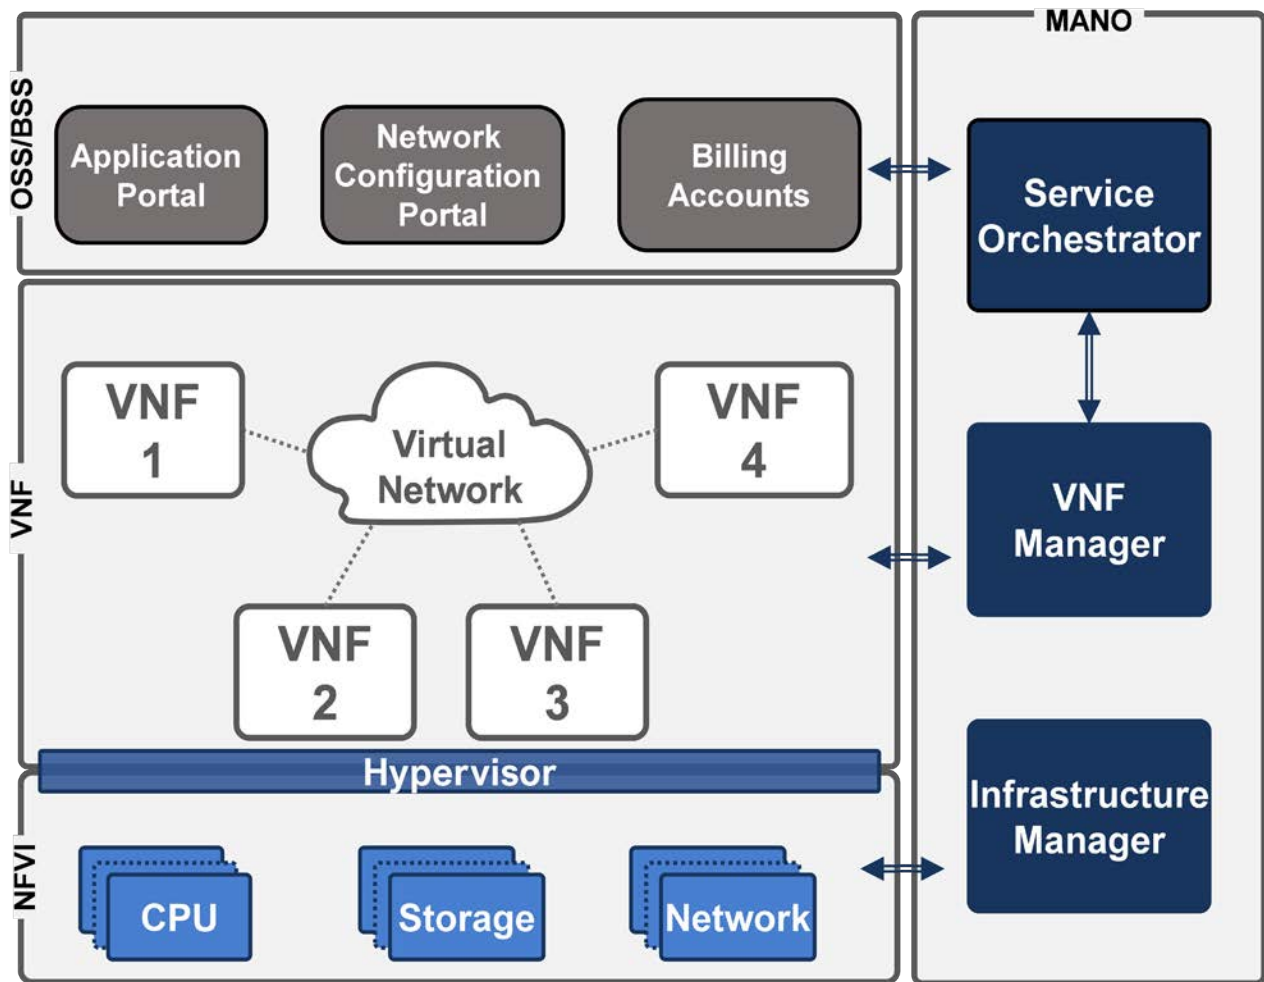 MANO
OSS/BSS
Application
Portal
Network
Configuration
Portal
Billing
Accounts
Service
Orchestrator
VNF
VNF
1
Virtual
Network
VNF
4
VNF
Manager
VNF
2
VNF
3
Hypervisor
Infrastructure
Manager
NFVI
CPU
Storage
Network